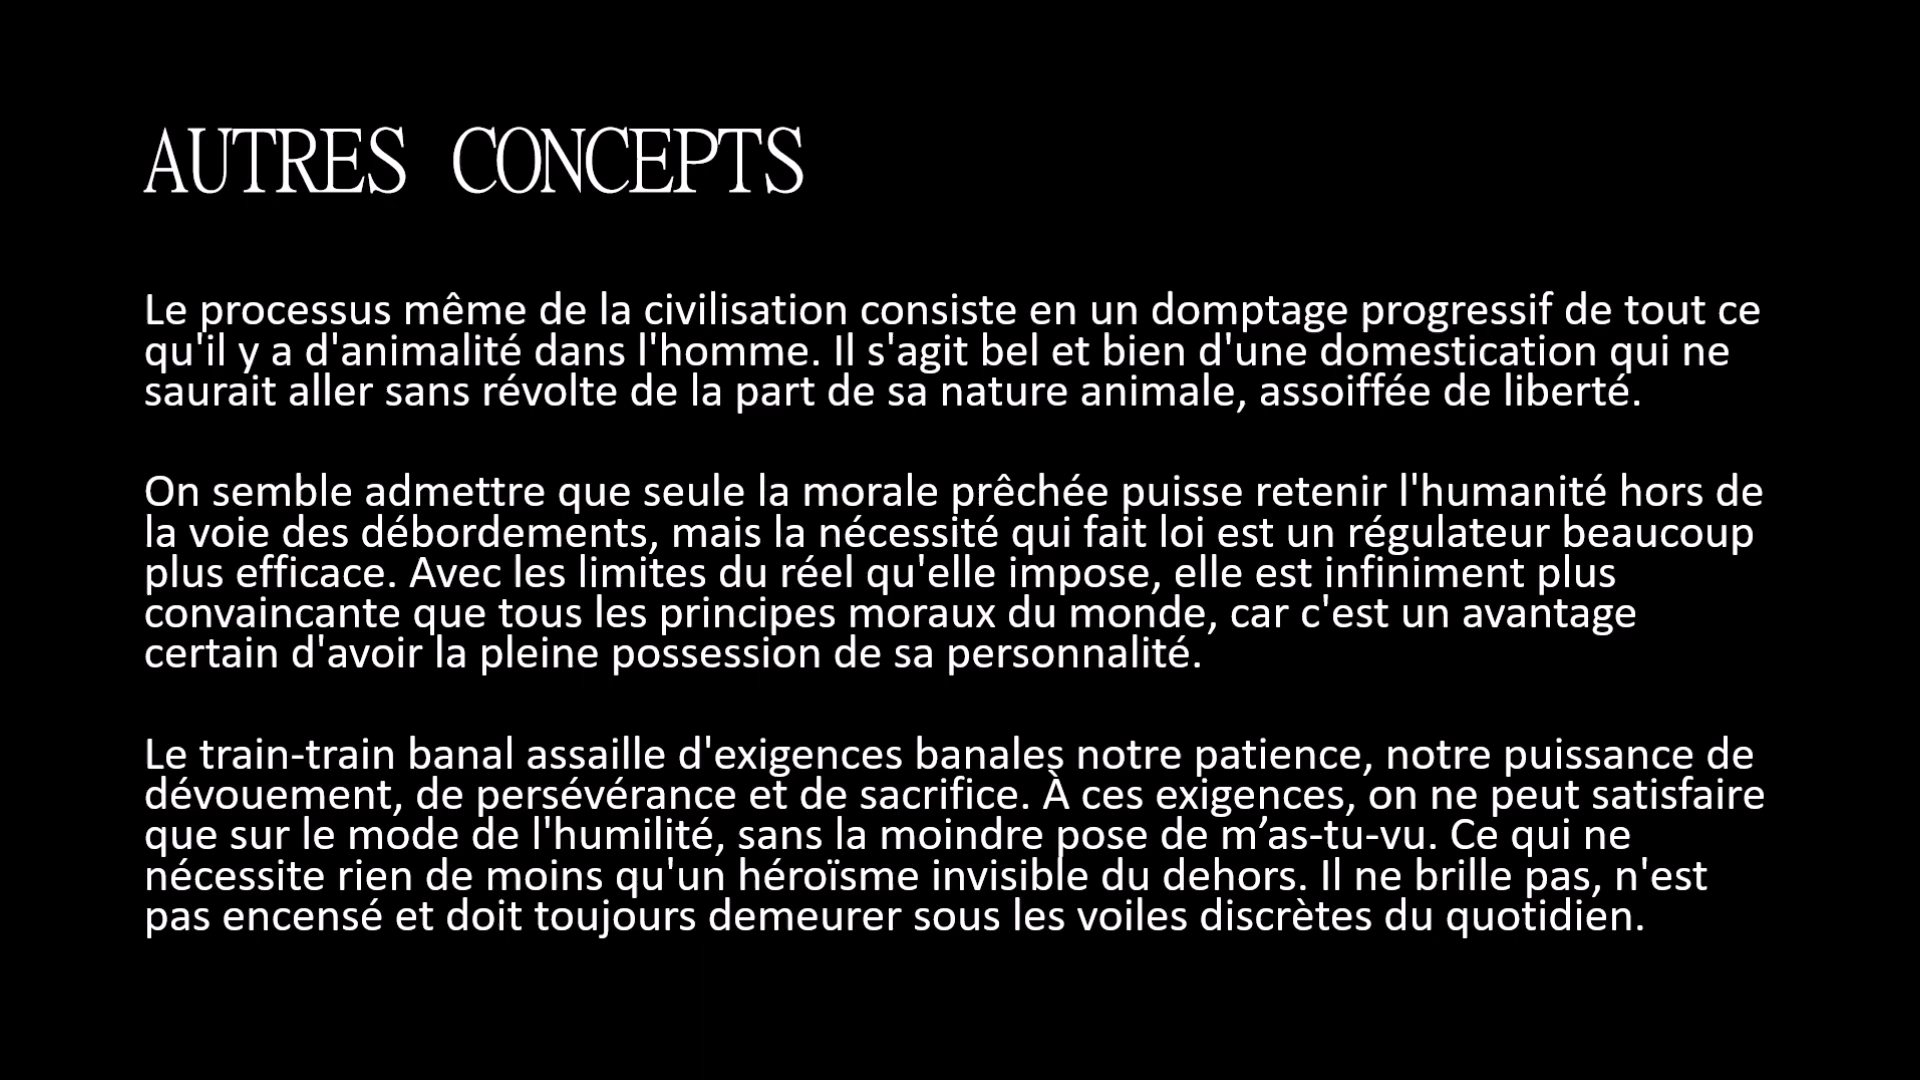 AUTRES CONCEPTS
Le processus même de la civilisation consiste en un domptage progressif de tout ce
qu'il y a d'animalité dans l'homme. Il s'agit bel et bien d'une domestication qui ne
saurait aller sans révolte de la part de sa nature animale, assoiffée de liberté.
On semble admettre que seule la morale prêchée puisse retenir l'humanité hors de
la voie des débordements, mais la nécessité qui fait loi est un régulateur beaucoup
plus efficace. Avec les limites du réel qu'elle impose, elle est infiniment plus
convaincante que tous les principes moraux du monde, car c'est un avantage
certain d'avoir la pleine possession de sa personnalité.
Le train-train banal assaille d'exigences banales notre patience, notre puissance de
dévouement, de persévérance et de sacrifice. À ces exigences, on ne peut satisfaire
que sur le mode de l'humilité, sans la moindre pose de m’as-tu-vu. Ce qui ne
nécessite rien de moins qu'un héroïsme invisible du dehors. Il ne brille pas, n'est
pas encensé et doit toujours demeurer sous les voiles discrètes du quotidien.